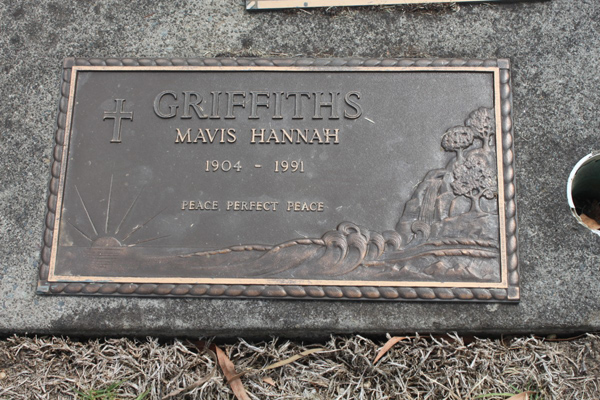 GRIFFITHS
MAVIS HANNAH
1904 - 1991
PEACE PERFECT PEACE